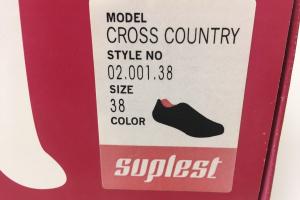 MODEL
CROSS COUNTRY
STYLE NO
02.001.38
SIZE
38
COLOR
suplest